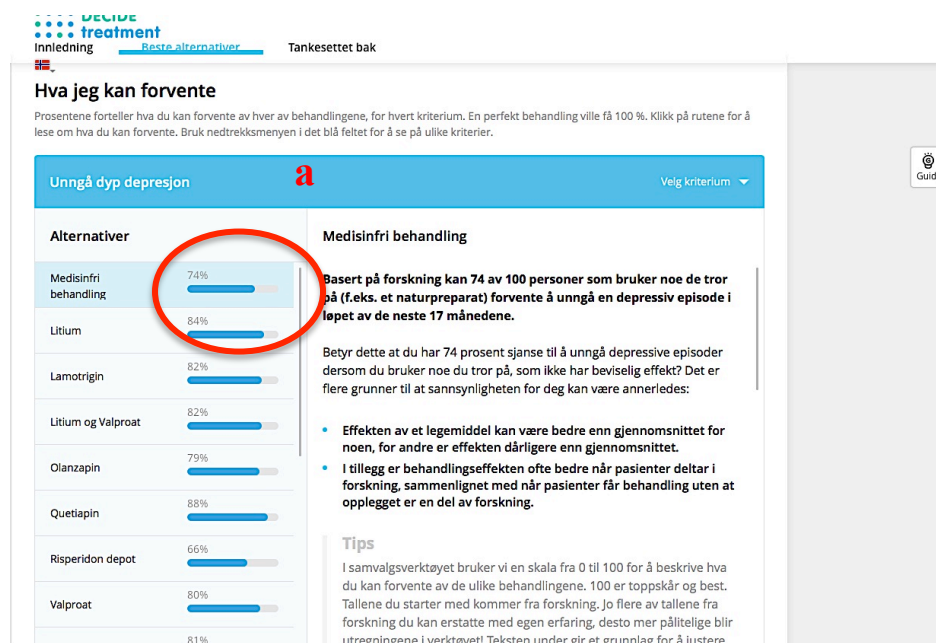 DECIDE
treatment
Innledning Beste alternativer Tankesettet bak
Hva jeg kan forvente
Prosentene forteller hva du kan forvente av hver av behandlingene, for hvert kriterium. En perfekt behandling ville få 100 %. Klikk på rutene for å
lese om hva du kan forvente. Bruk nedtrekksmenyen i det blå feltet for å se på ulike kriterier.
Unngå dyp depresjon a Velg kriterium
Guid
Alternativer
Medisinfri
behandling
74%
Litium
84%
Lamotrigin
82%
Litium og Valproat
82%
Olanzapin
79%
Quetiapin
88%
Risperidon depot
66%
Valproat
80%
81%
Medisinfri behandling
Basert på forskning kan 74 av 100 personer som bruker noe de tror
på (f.eks. et naturpreparat) forvente å unngå en depressiv episode i
løpet av de neste 17 månedene.
Betyr dette at du har 74 prosent sjanse til å unngå depressive episoder
dersom du bruker noe du tror på, som ikke har beviselig effekt? Det er
flere grunner til at sannsynligheten for deg kan være annerledes:
• Effekten av et legemiddel kan være bedre enn gjennomsnittet for
noen, for andre er effekten dårligere enn gjennomsnittet.
• I tillegg er behandlingseffekten ofte bedre når pasienter deltar i
forskning, sammenlignet med når pasienter får behandling uten at
opplegget er en del av forskning.
Tips
I samvalgsverktøyet bruker vi en skala fra 0 til 100 for å beskrive hva
du kan forvente av de ulike behandlingene. 100 er toppskår og best.
Tallene du starter med kommer fra forskning. Jo flere av tallene fra
forskning du kan erstatte med egen erfaring, desto mer pålitelige blir
utregningene i verktøyet! Teksten under gir et grunnlag for å justere